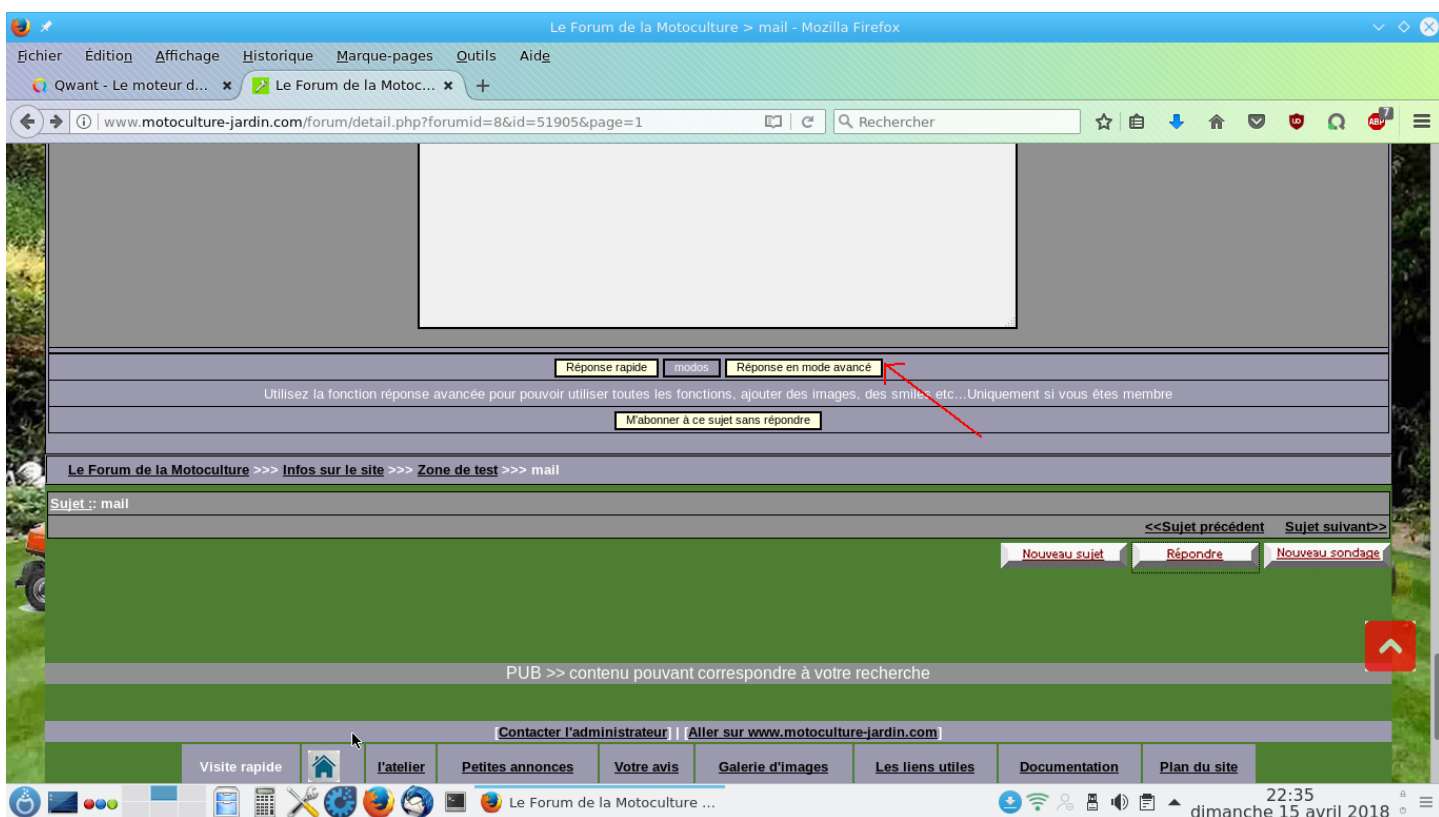 Le Forum de la Motoculture > mail - Mozilla Firefox
Fichier Édition Affichage Historique Marque-pages Outils Aide
Qwant - Le moteur d... Le Forum de la Motoc...
www.motoculture-jardin.com/forum/detail.php?forumid=8&id=51905&page=1 Rechercher UD ABP 7
Réponse rapide modos Réponse en mode avancé
Utilisez la fonction réponse avancée pour pouvoir utiliser toutes les fonctions, ajouter des images, des smiles etc...Uniquement si vous êtes membre
M'abonner à ce sujet sans répondre
Le Forum de la Motoculture >>> Infos sur le site >>> Zone de test >>> mail
Sujet :: mail
<<Sujet précédent Sujet suivant>>
Nouveau sujet Répondre Nouveau sondage
PUB >> contenu pouvant correspondre à votre recherche
[Contacter l'administrateur] | [Aller sur www.motoculture-jardin.com]
Visite rapide l'atelier Petites annonces Votre avis Galerie d'images Les liens utiles Documentation Plan du site
Le Forum de la Motoculture ... 22:35
dimanche 15 avril 2018